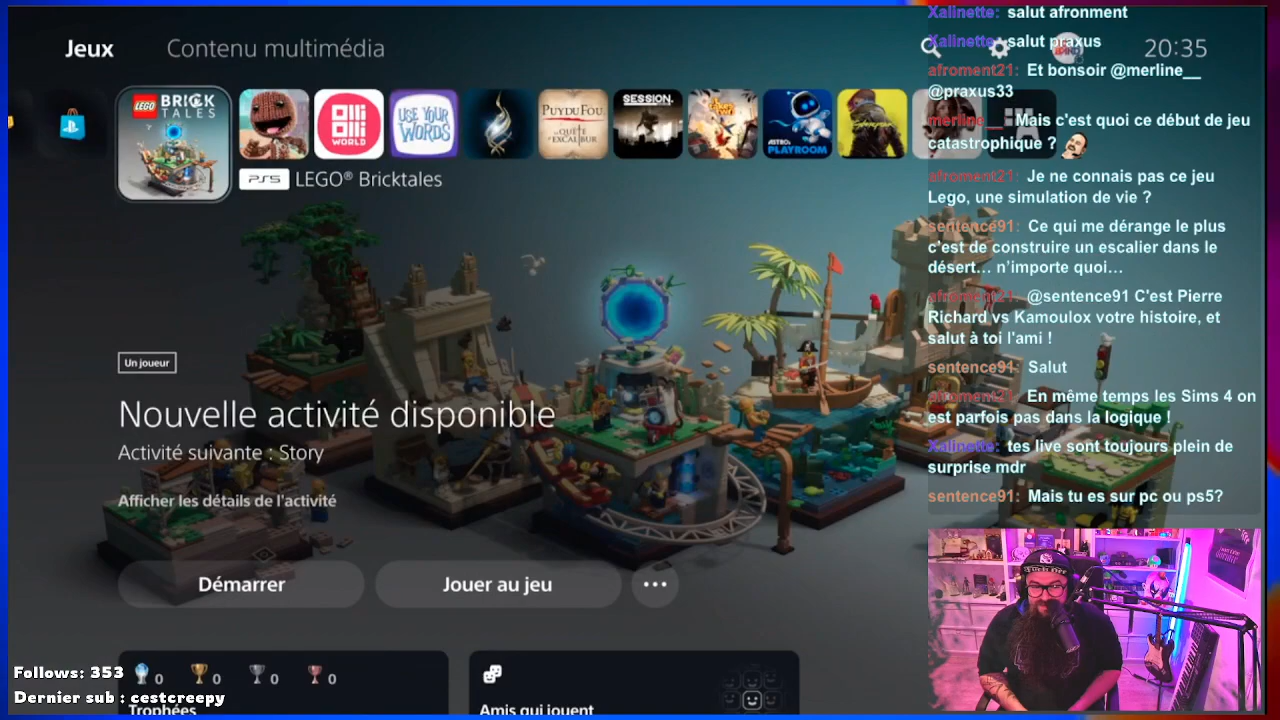 Jeux
Contenu multimédia
20:35
LEGO BRICK TALES
OLLI OLLI WORLD
USE YOUR WORDS
PUY DU FOU
LA QUÊTE D'EXCALIBUR
SESSION.
ASTRO's PLAYROOM
Cyberpunk
PS5 LEGO® Bricktales
Un joueur
Nouvelle activité disponible
Activité suivante : Story
Afficher les détails de l'activité
Démarrer
Jouer au jeu
•••
0 0 0 0
Trophées
Amis qui jouent
Follows: 353
Dernier sub : cestcreepy
Xalinette: salut afronment
Xalinette: salut praxus
afroment21: Et bonsoir @merline__
@praxus33
merline__: Mais c'est quoi ce début de jeu
catastrophique ?
afroment21: Je ne connais pas ce jeu
Lego, une simulation de vie ?
sentence91: Ce qui me dérange le plus
c'est de construire un escalier dans le
désert... n'importe quoi...
afroment21: @sentence91 C'est Pierre
Richard vs Kamoulox votre histoire, et
salut à toi l'ami !
sentence91: Salut
afroment21: En même temps les Sims 4 on
est parfois pas dans la logique !
Xalinette: tes live sont toujours plein de
surprise mdr
sentence91: Mais tu es sur pc ou ps5?